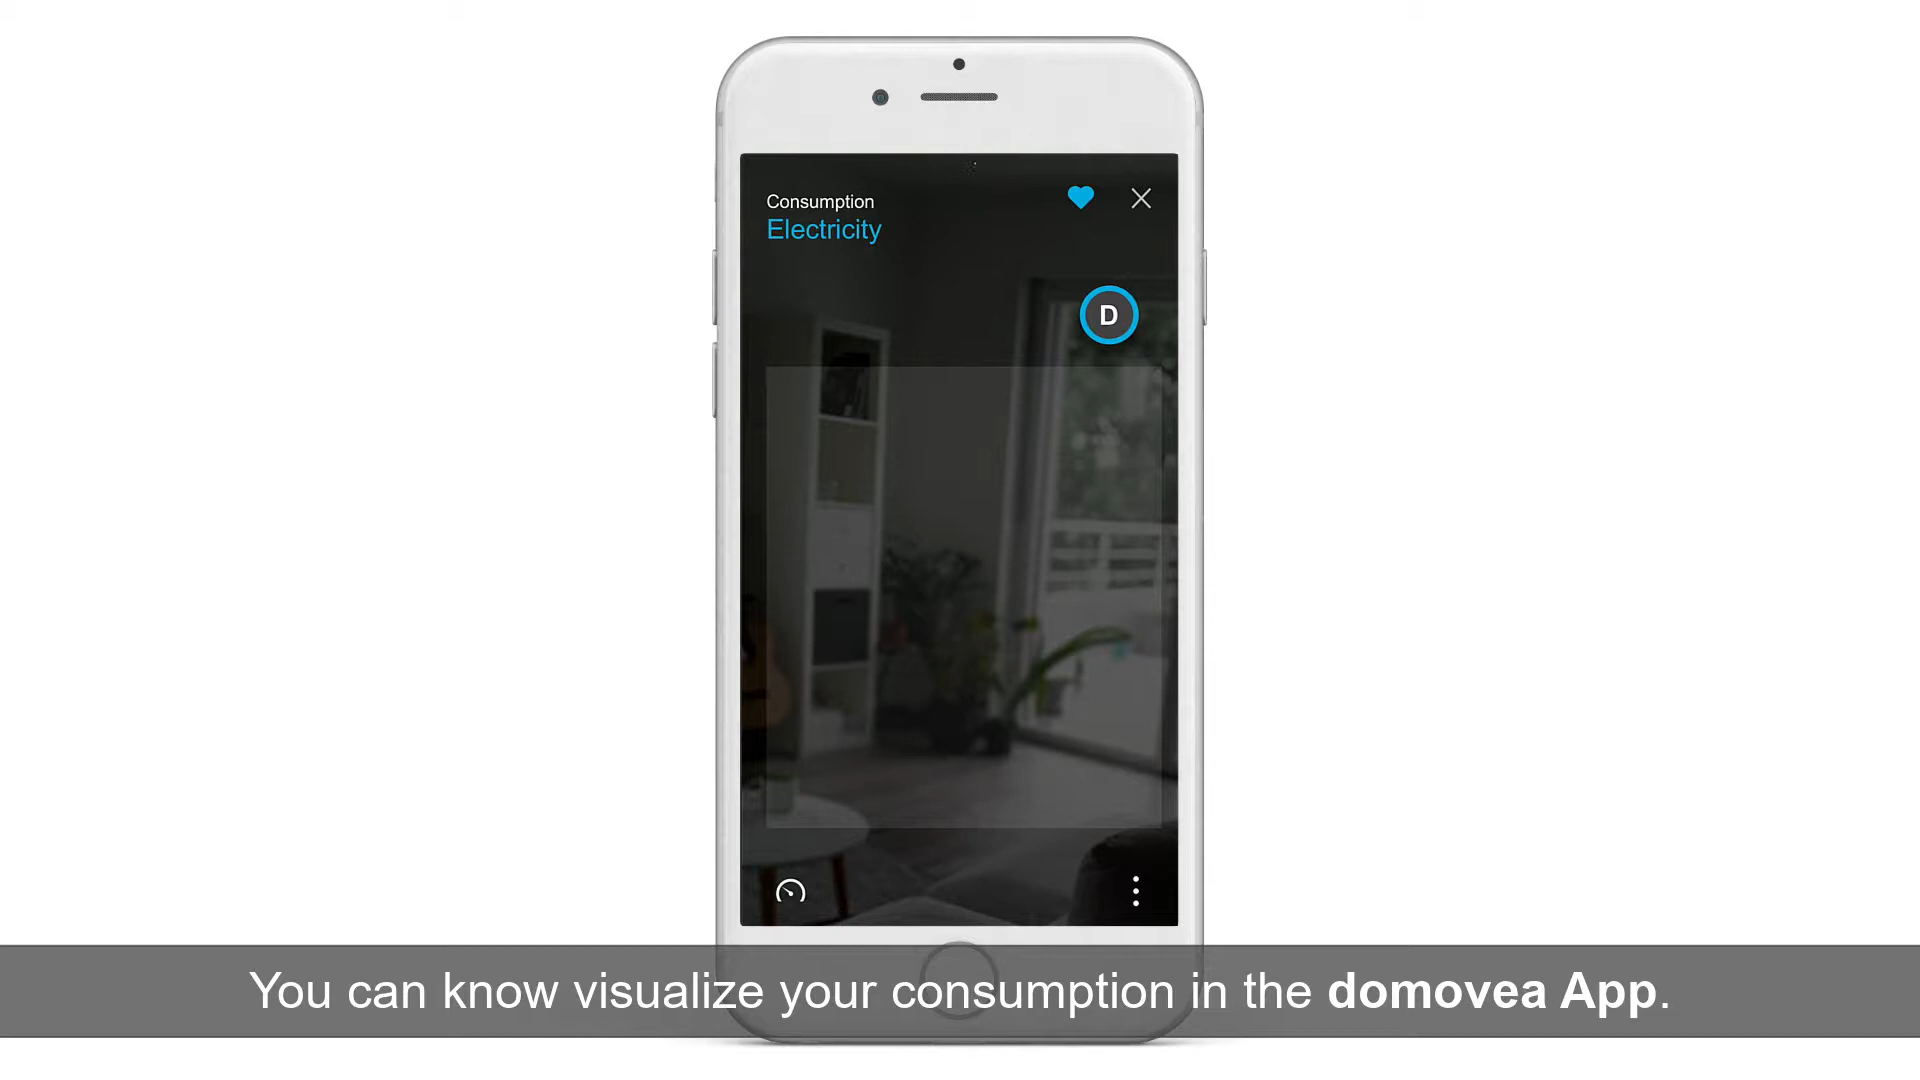 Consumption
Electricity
D
You can know visualize your consumption in the domovea App.